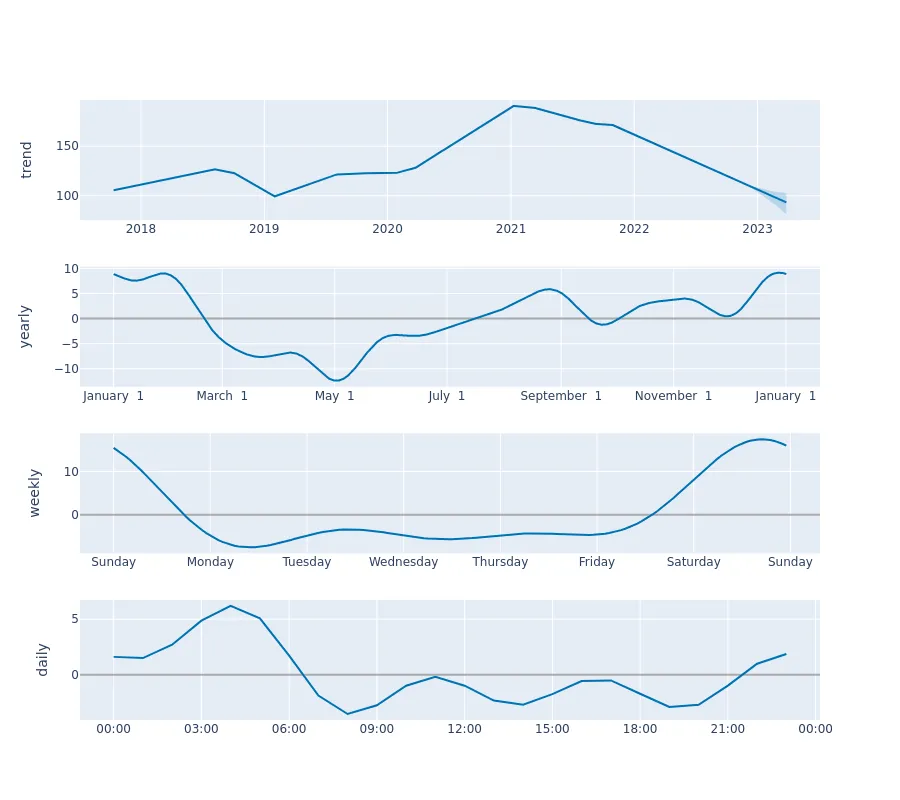 trend
150
100
2018 2019 2020 2021 2022 2023
yearly
10
5
0
−5
−10
January 1 March 1 May 1 July 1 September 1 November 1 January 1
weekly
10
0
Sunday Monday Tuesday Wednesday Thursday Friday Saturday Sunday
daily
5
0
00:00 03:00 06:00 09:00 12:00 15:00 18:00 21:00 00:00